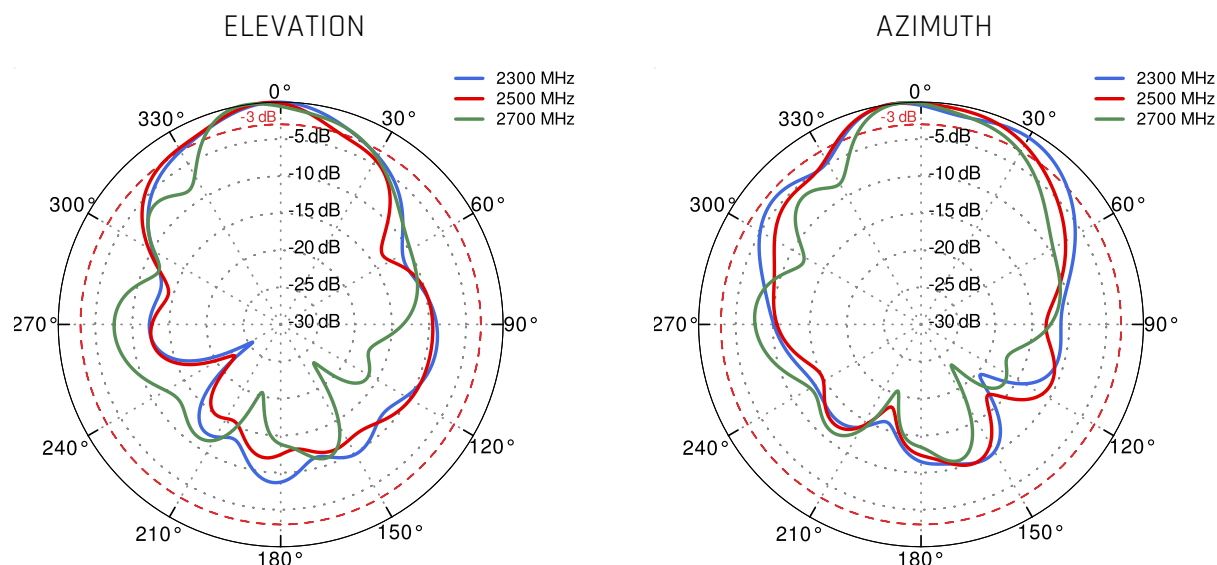 ELEVATION
2300 MHz
2500 MHz
2700 MHz
0°
30°
60°
90°
120°
150°
180°
210°
240°
270°
300°
330°
-3 dB
-5 dB
-10 dB
-15 dB
-20 dB
-25 dB
-30 dB
AZIMUTH
2300 MHz
2500 MHz
2700 MHz
0°
30°
60°
90°
120°
150°
180°
210°
240°
270°
300°
330°
-3 dB
-5 dB
-10 dB
-15 dB
-20 dB
-25 dB
-30 dB